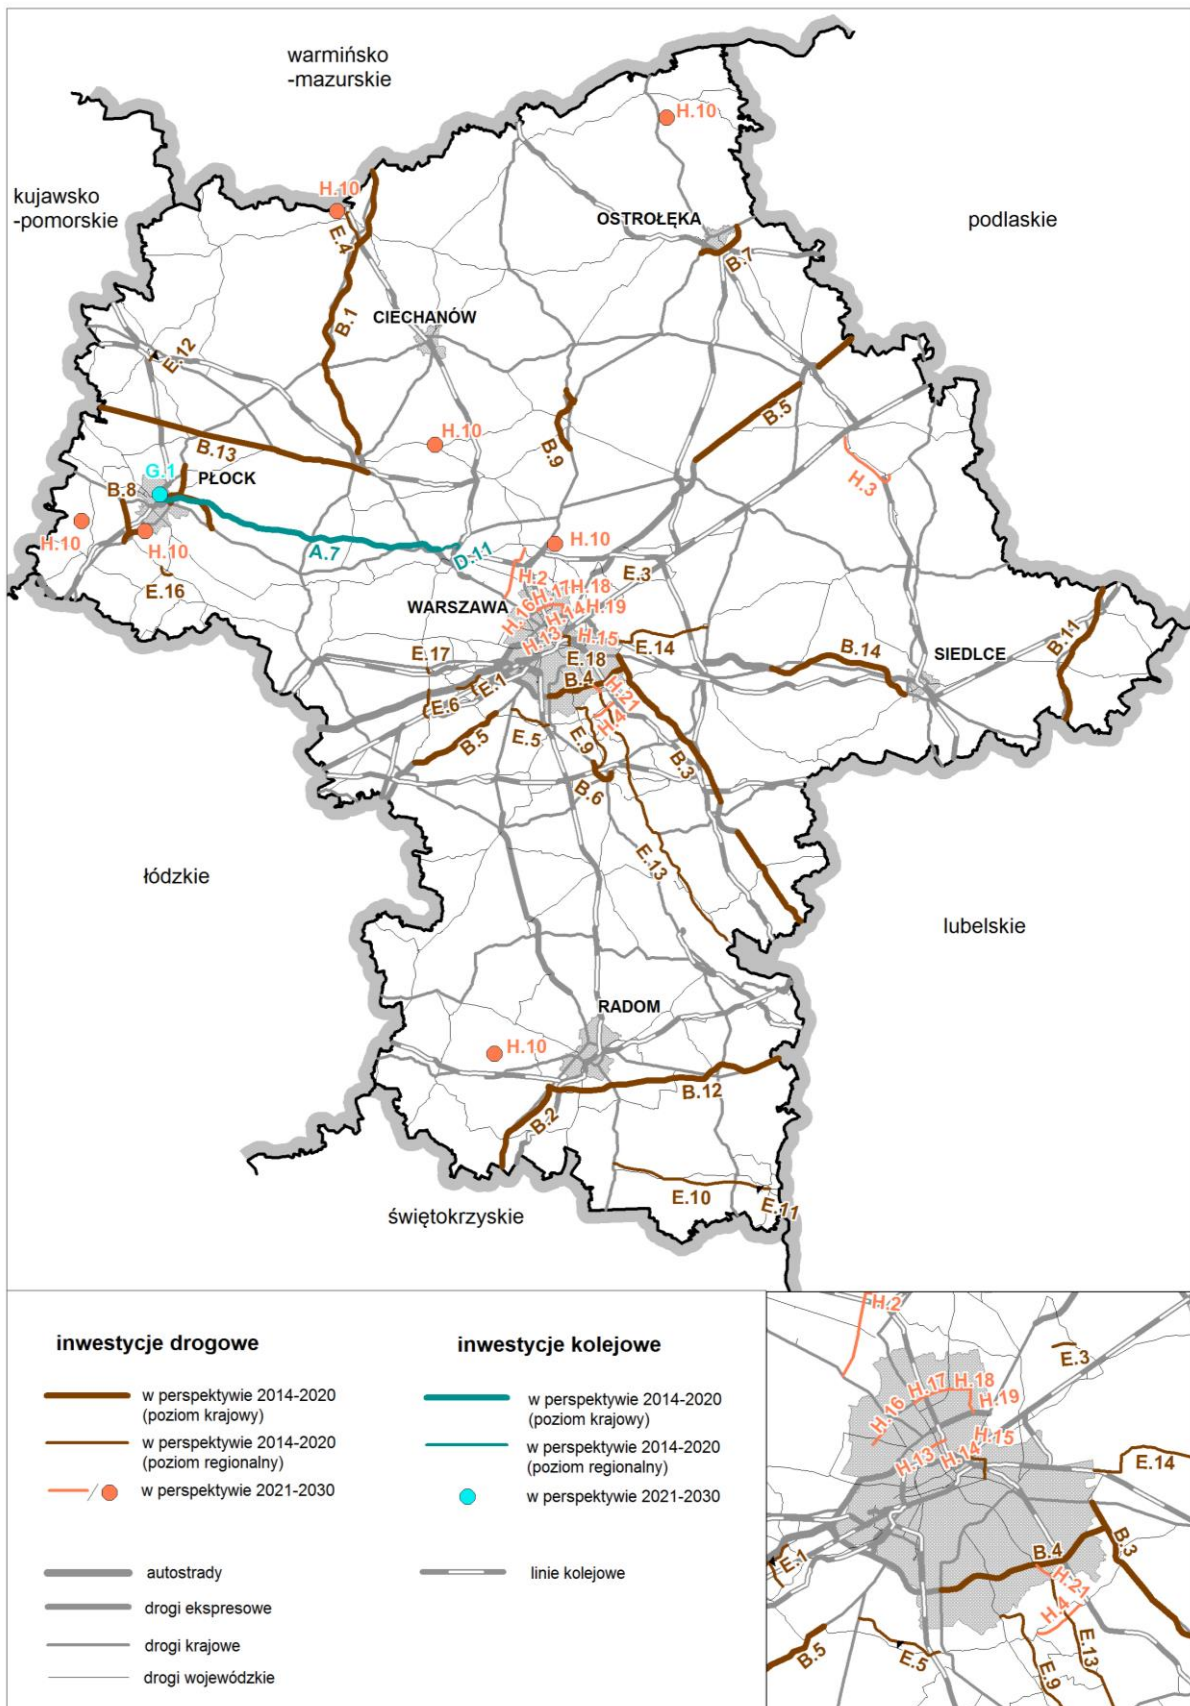 warmińsko
-mazurskie
H.10
kujawsko
-pomorskie
H.10
OSTROŁĘKA
podlaskie
E.4
B.7
B.1
CIECHANÓW
E.12
B.5
H.10
B.13
B.9
G.1
PŁOCK
H.3
B.8
H.10
H.10
H.10
A.7
D.11
E.16
H.2
E.3
H.17
H.18
WARSZAWA
H.16
H.14
H.19
H.13
H.15
E.14
E.17
E.18
B.14
SIEDLCE
B.11
E.1
B.4
H.21
E.6
H.4
B.5
E.5
E.9
B.3
B.6
E.13
łódzkie
lubelskie
RADOM
H.10
B.12
B.2
E.10
E.11
świętokrzyskie
inwestycje drogowe
w perspektywie 2014-2020
(poziom krajowy)
w perspektywie 2014-2020
(poziom regionalny)
/
w perspektywie 2021-2030
autostrady
drogi ekspresowe
drogi krajowe
drogi wojewódzkie
inwestycje kolejowe
w perspektywie 2014-2020
(poziom krajowy)
w perspektywie 2014-2020
(poziom regionalny)
w perspektywie 2021-2030
linie kolejowe
H.2
E.3
H.18
H.17
H.19
H.16
H.15
H.13
H.14
E.14
B.3
B.4
E.1
H.21
H.4
B.5
E.5
E.13
E.9